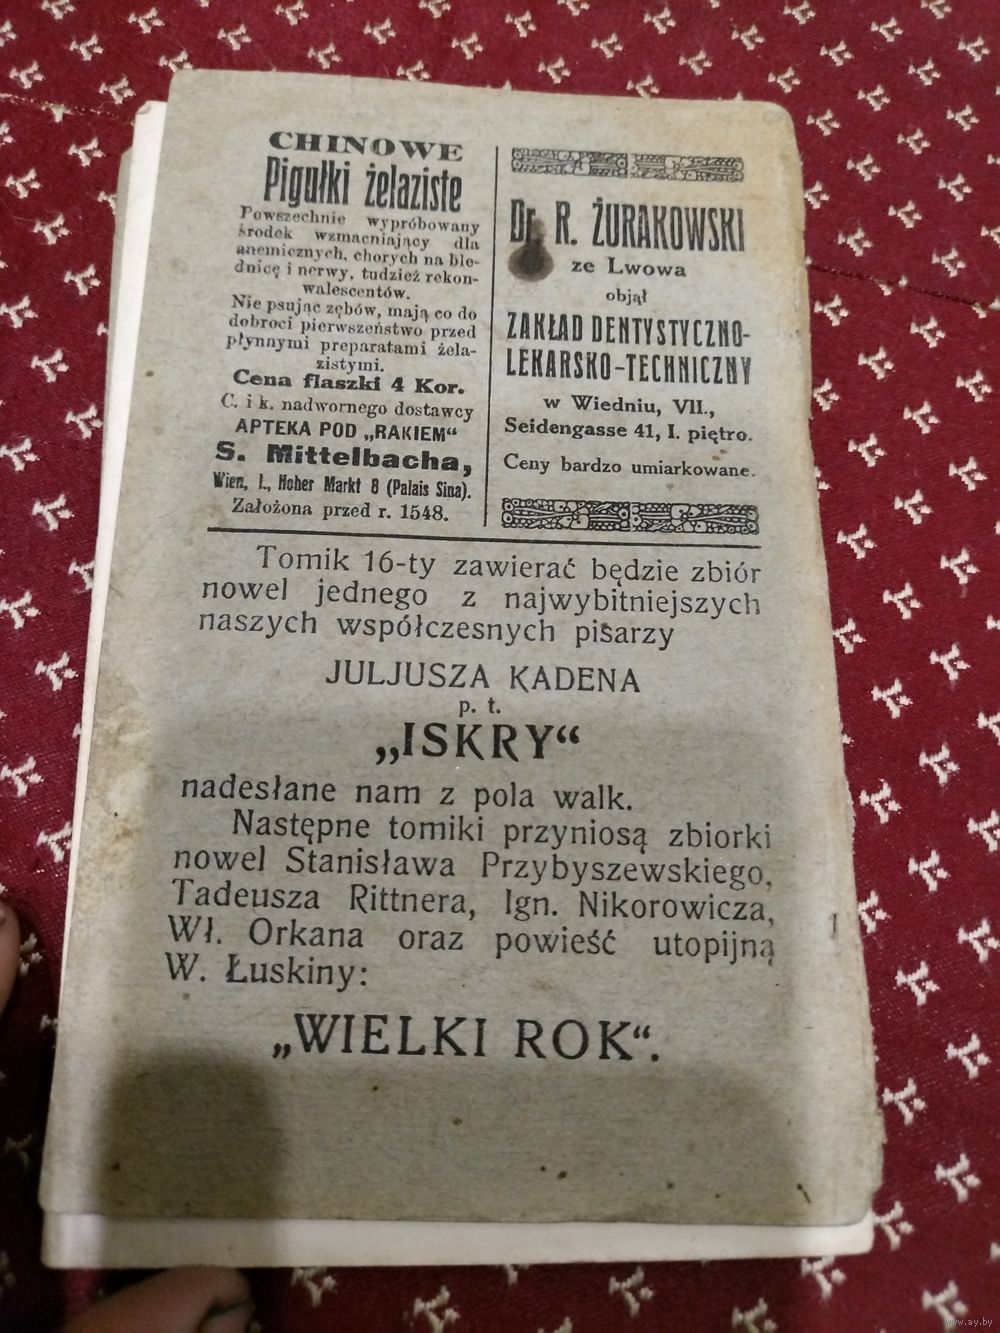 CHINOWE
Pigułki żelaziste
Powszechnie wypróbowany
środek wzmacniający dla
anemicznych, chorych na ble-
dnicę i nerwy, tudzież rekon-
walescentów.
Nie psując zębów, mają co do
dobroci pierwszeństwo przed
płynnymi preparatami żela-
zistymi.
Cena flaszki 4 Kor.
C. i k. nadwornego dostawcy
APTEKA POD „RAKIEM“
S. Mittelbacha,
Wien, I., Hoher Markt 8 (Palais Sina).
Założona przed r. 1548.
Dr. R. ŻURAKOWSKI
ze Lwowa
objął
ZAKŁAD DENTYSTYCZNO-
LEKARSKO-TECHNICZNY
w Wiedniu, VII.,
Seidengasse 41, I. piętro.
Ceny bardzo umiarkowane.
Tomik 16-ty zawierać będzie zbiór
nowel jednego z najwybitniejszych
naszych współczesnych pisarzy
JULJUSZA KADENA
p. t.
„ISKRY“
nadesłane nam z pola walk.
Następne tomiki przyniosą zbiorki
nowel Stanisława Przybyszewskiego,
Tadeusza Rittnera, Ign. Nikorowicza,
Wł. Orkana oraz powieść utopijną
W. Łuskiny:
„WIELKI ROK“.
www.ay.by